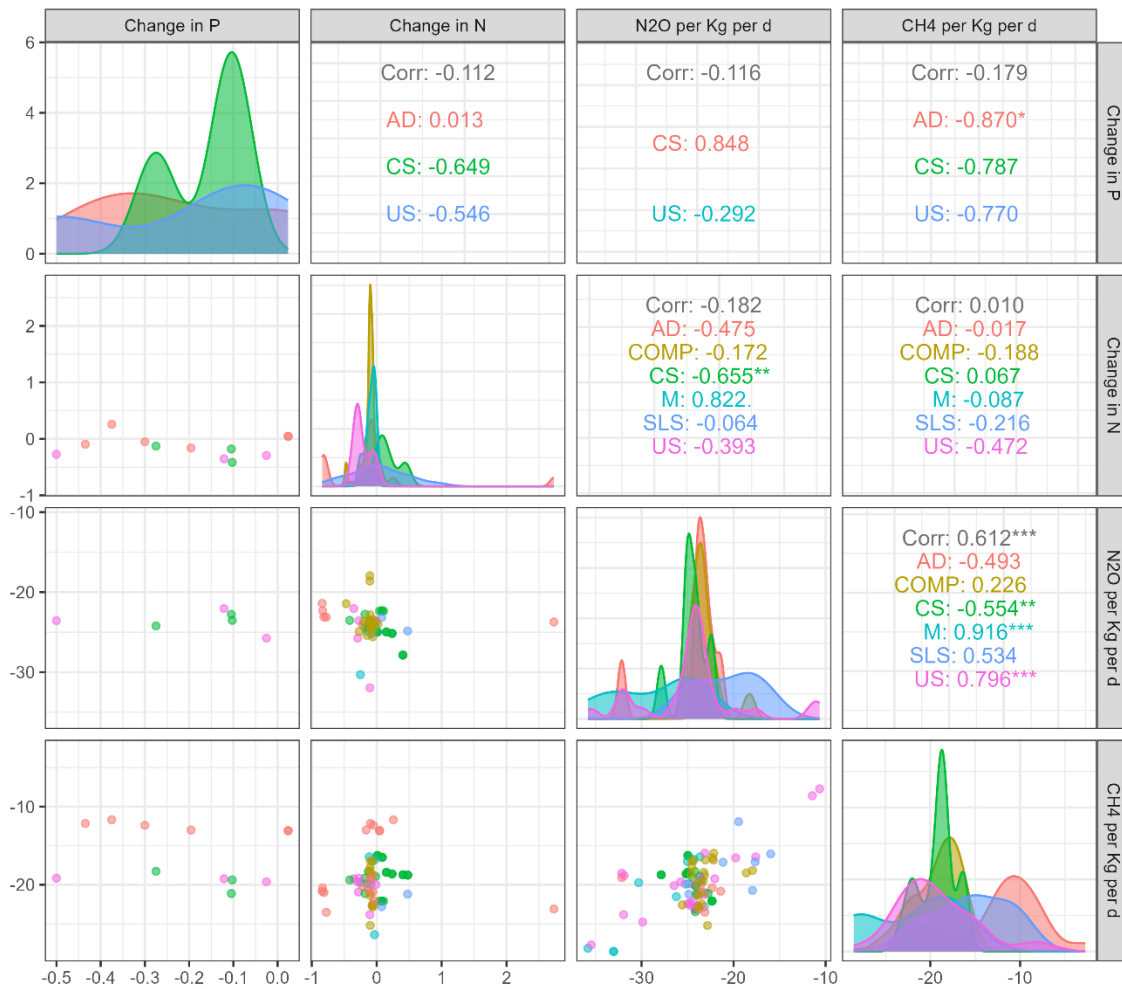 Change in P
Change in N
N2O per Kg per d
CH4 per Kg per d
6
4
2
0
Corr: -0.112
AD: 0.013
CS: -0.649
US: -0.546
Corr: -0.116
CS: 0.848
US: -0.292
Corr: -0.179
AD: -0.870*
CS: -0.787
US: -0.770
Change in P
2
1
0
-1
Corr: -0.182
AD: -0.475
COMP: -0.172
CS: -0.655**
M: 0.822.
SLS: -0.064
US: -0.393
Corr: 0.010
AD: -0.017
COMP: -0.188
CS: 0.067
M: -0.087
SLS: -0.216
US: -0.472
Change in N
-10
-20
-30
Corr: 0.612***
AD: -0.493
COMP: 0.226
CS: -0.554**
M: 0.916***
SLS: 0.534
US: 0.796***
N2O per Kg per d
-10
-20
CH4 per Kg per d
-0.5 -0.4 -0.3 -0.2 -0.1 0.0
-1 0 1 2
-30 -20 -10
-20 -10